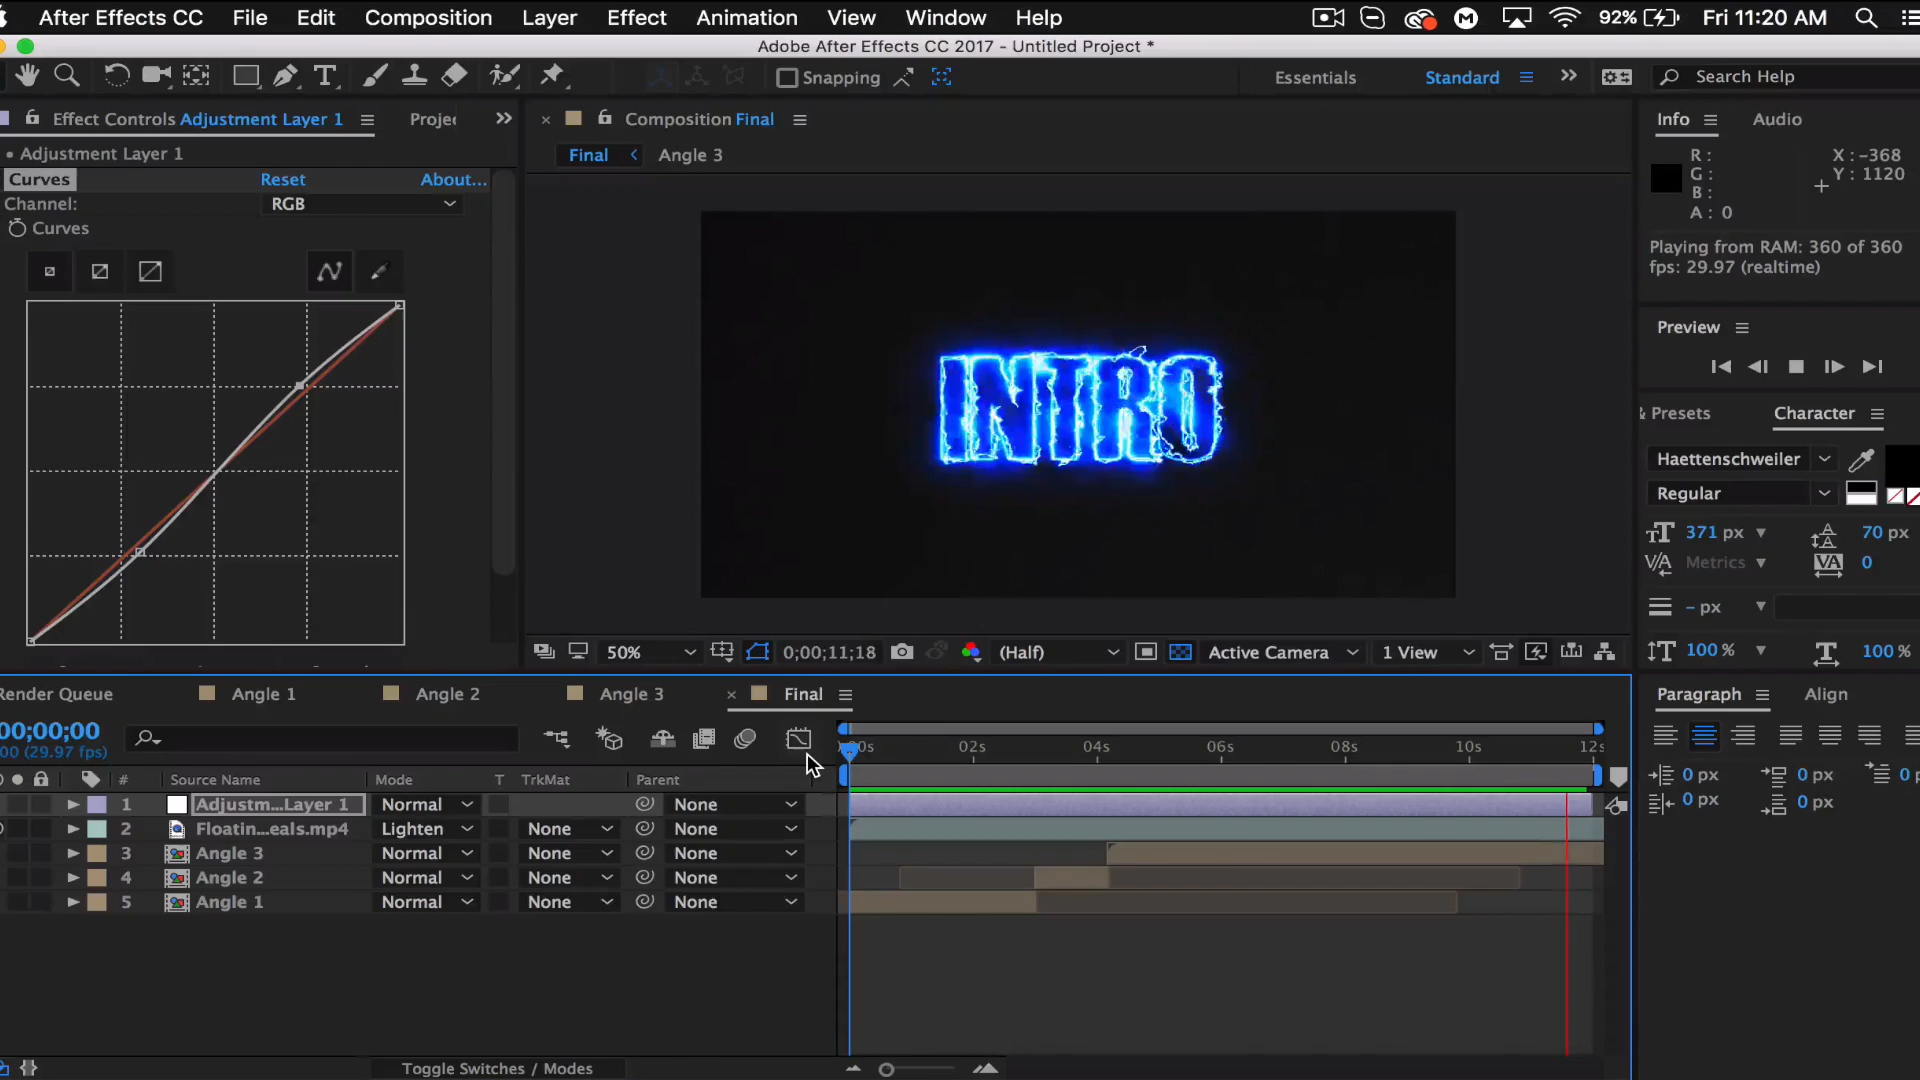 After Effects CC File Edit Composition Layer Effect Animation View Window Help 92% Fri 11:20 AM
Adobe After Effects CC 2017 - Untitled Project *
Snapping Essentials Standard Search Help
Effect Controls Adjustment Layer 1 Projec
Composition Final
Info Audio
Adjustment Layer 1
Final Angle 3
R: X: -368
G: Y: 1120
B:
A: 0
Curves Reset About...
Channel: RGB
Curves
Playing from RAM: 360 of 360
fps: 29.97 (realtime)
Preview
INTRO
& Presets Character
Haettenschweiler
Regular
371 px 70 px
Metrics 0
- px
100 % 100 %
50% 0;00;11;18 (Half) Active Camera 1 View
Render Queue Angle 1 Angle 2 Angle 3 Final
Paragraph Align
00;00;00
00 (29.97 fps)
00s 02s 04s 06s 08s 10s 12s
0 px 0 px 0 p
0 px 0 px
# Source Name Mode T TrkMat Parent
1 Adjustm...Layer 1 Normal None
2 Floatin...eals.mp4 Lighten None None
3 Angle 3 Normal None None
4 Angle 2 Normal None None
5 Angle 1 Normal None None
Toggle Switches / Modes